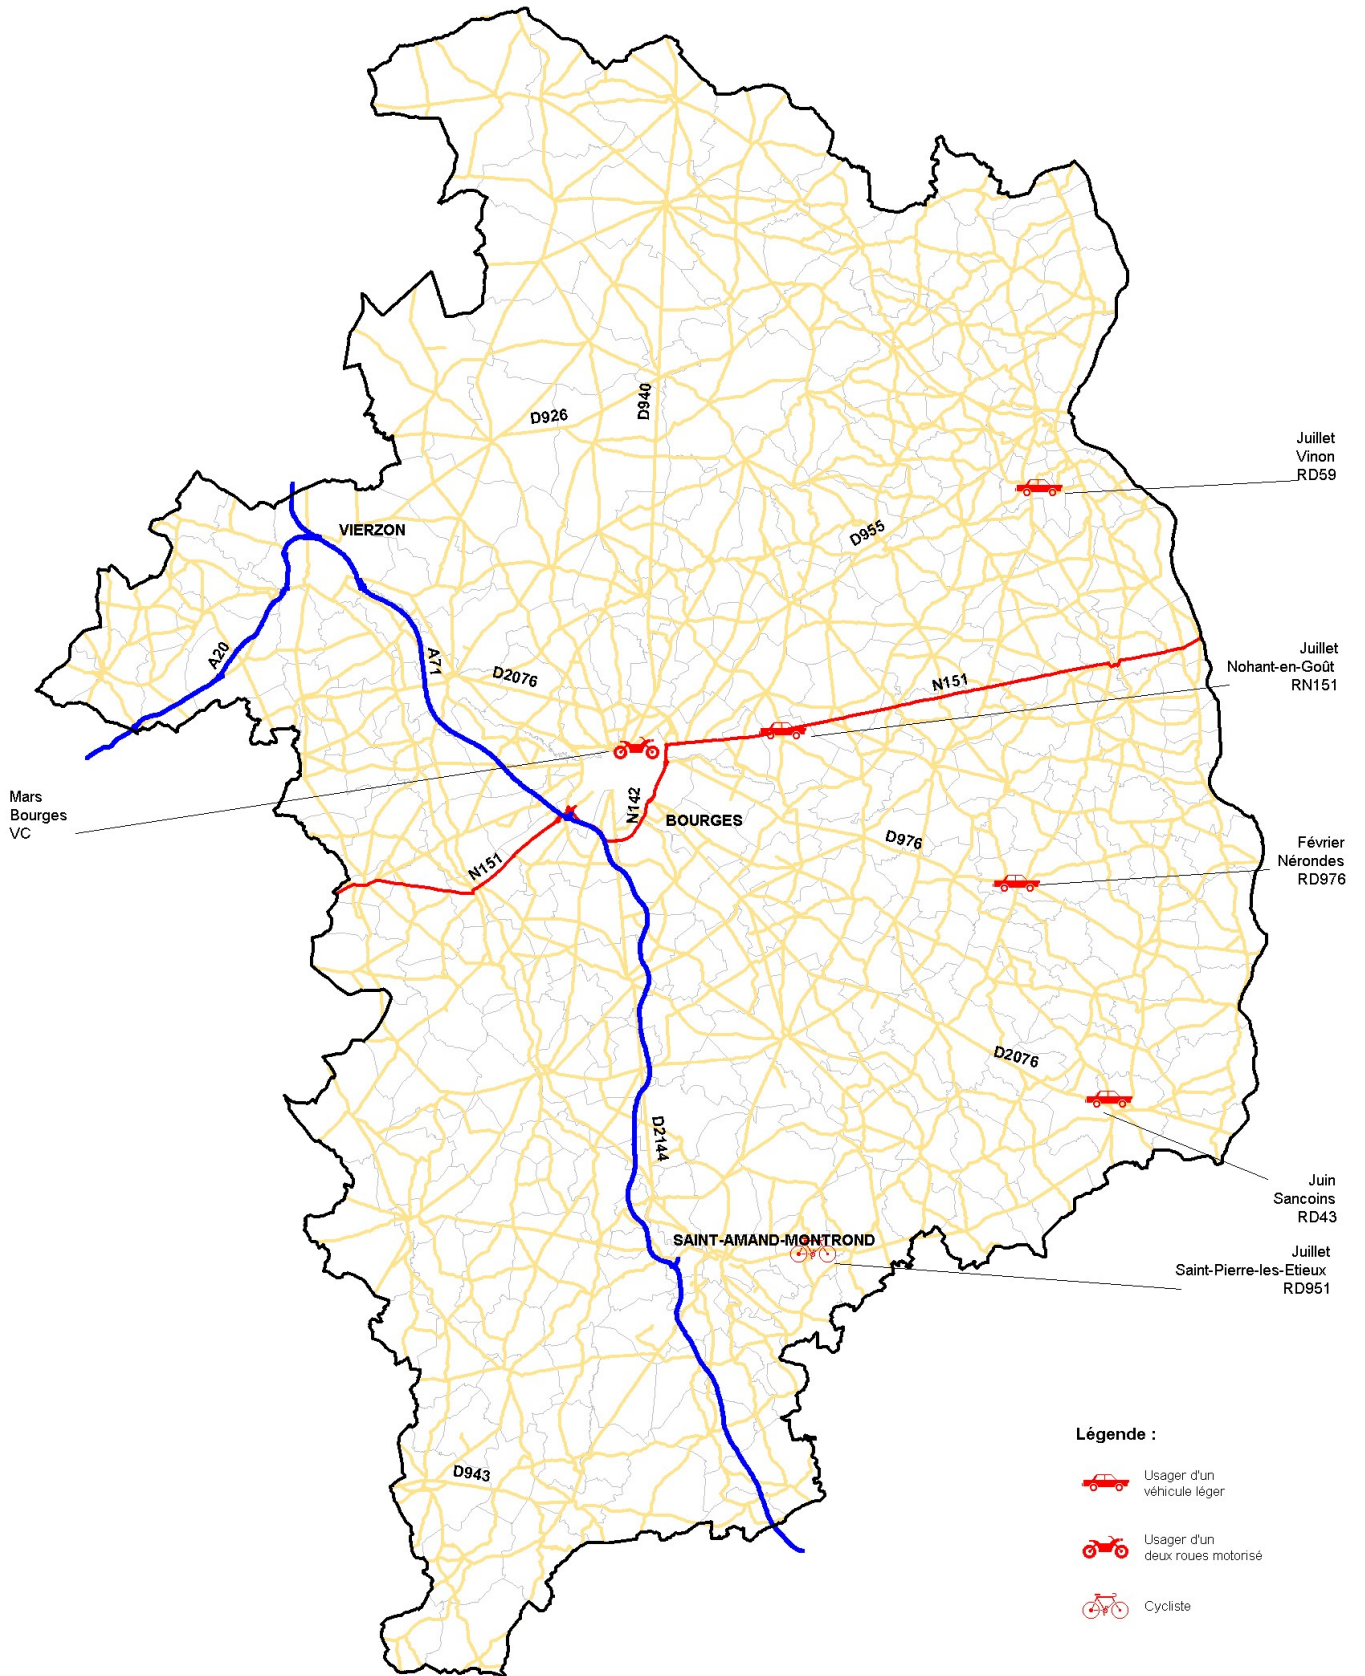 D926
D940
Juillet
Vinon
RD59
VIERZON
D955
A20
A71
D2076
N151
Juillet
Nohant-en-Goût
RN151
Mars
Bourges
VC
N142
BOURGES
D976
N151
Février
Nérondes
RD976
D2076
D2144
Juin
Sancoins
RD43
SAINT-AMAND-MONTROND
Juillet
Saint-Pierre-les-Etieux
RD951
D943
Légende :
Usager d'un
véhicule léger
Usager d'un
deux roues motorisé
Cycliste